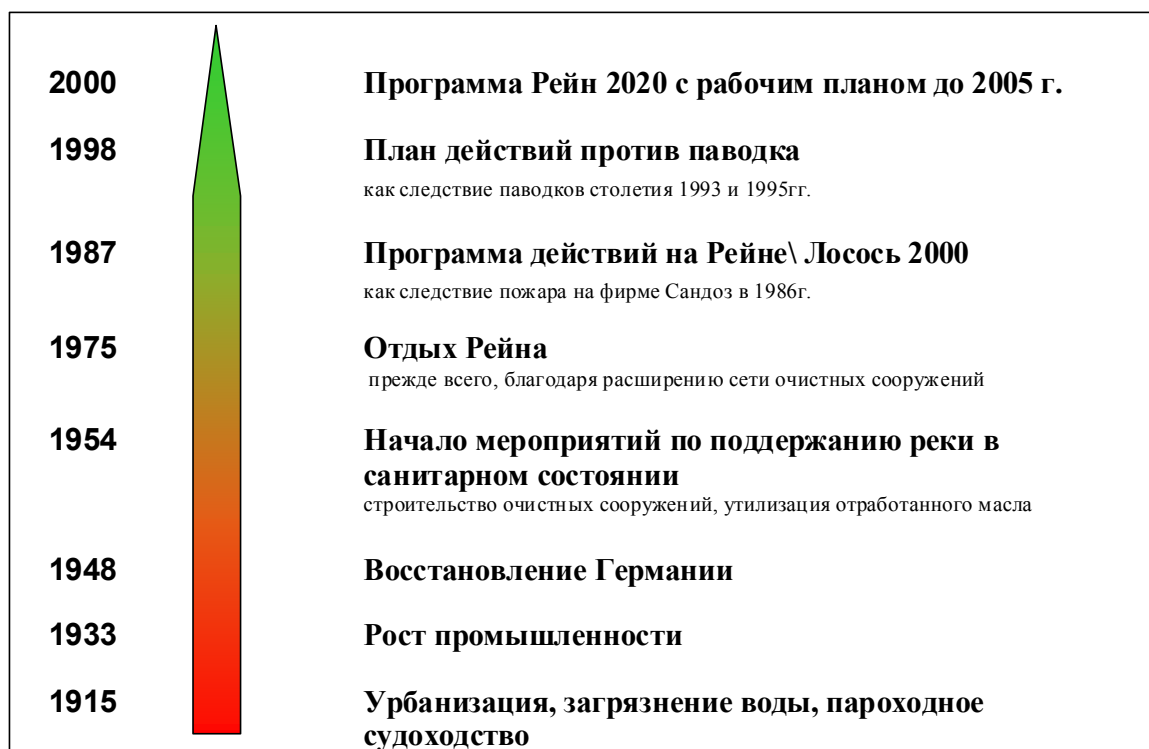 2000 Программа Рейн 2020 с рабочим планом до 2005 г.
1998 План действий против паводка
как следствие паводков столетия 1993 и 1995гг.
1987 Программа действий на Рейне\ Лосось 2000
как следствие пожара на фирме Сандоз в 1986г.
1975 Отдых Рейна
прежде всего, благодаря расширению сети очистных сооружений
1954 Начало мероприятий по поддержанию реки в
санитарном состоянии
строительство очистных сооружений, утилизация отработанного масла
1948 Восстановление Германии
1933 Рост промышленности
1915 Урбанизация, загрязнение воды, пароходное
судоходство